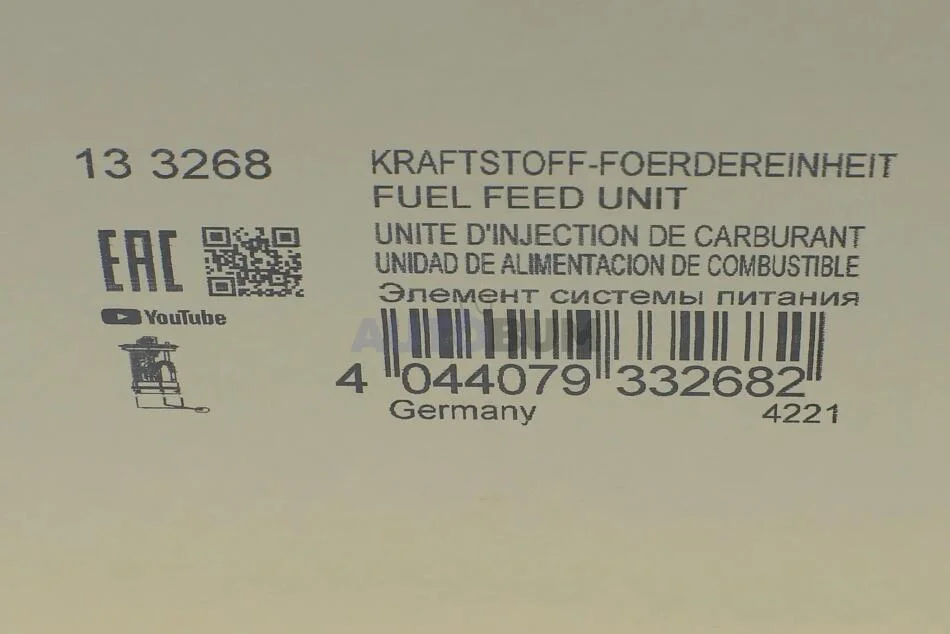 13 3268
KRAFTSTOFF-FOERDEREINHEIT
FUEL FEED UNIT
UNITE D'INJECTION DE CARBURANT
UNIDAD DE ALIMENTACION DE COMBUSTIBLE
Элемент системы питания
EAC
YouTube
AUTOBUM
4 044079 332682
Germany
4221